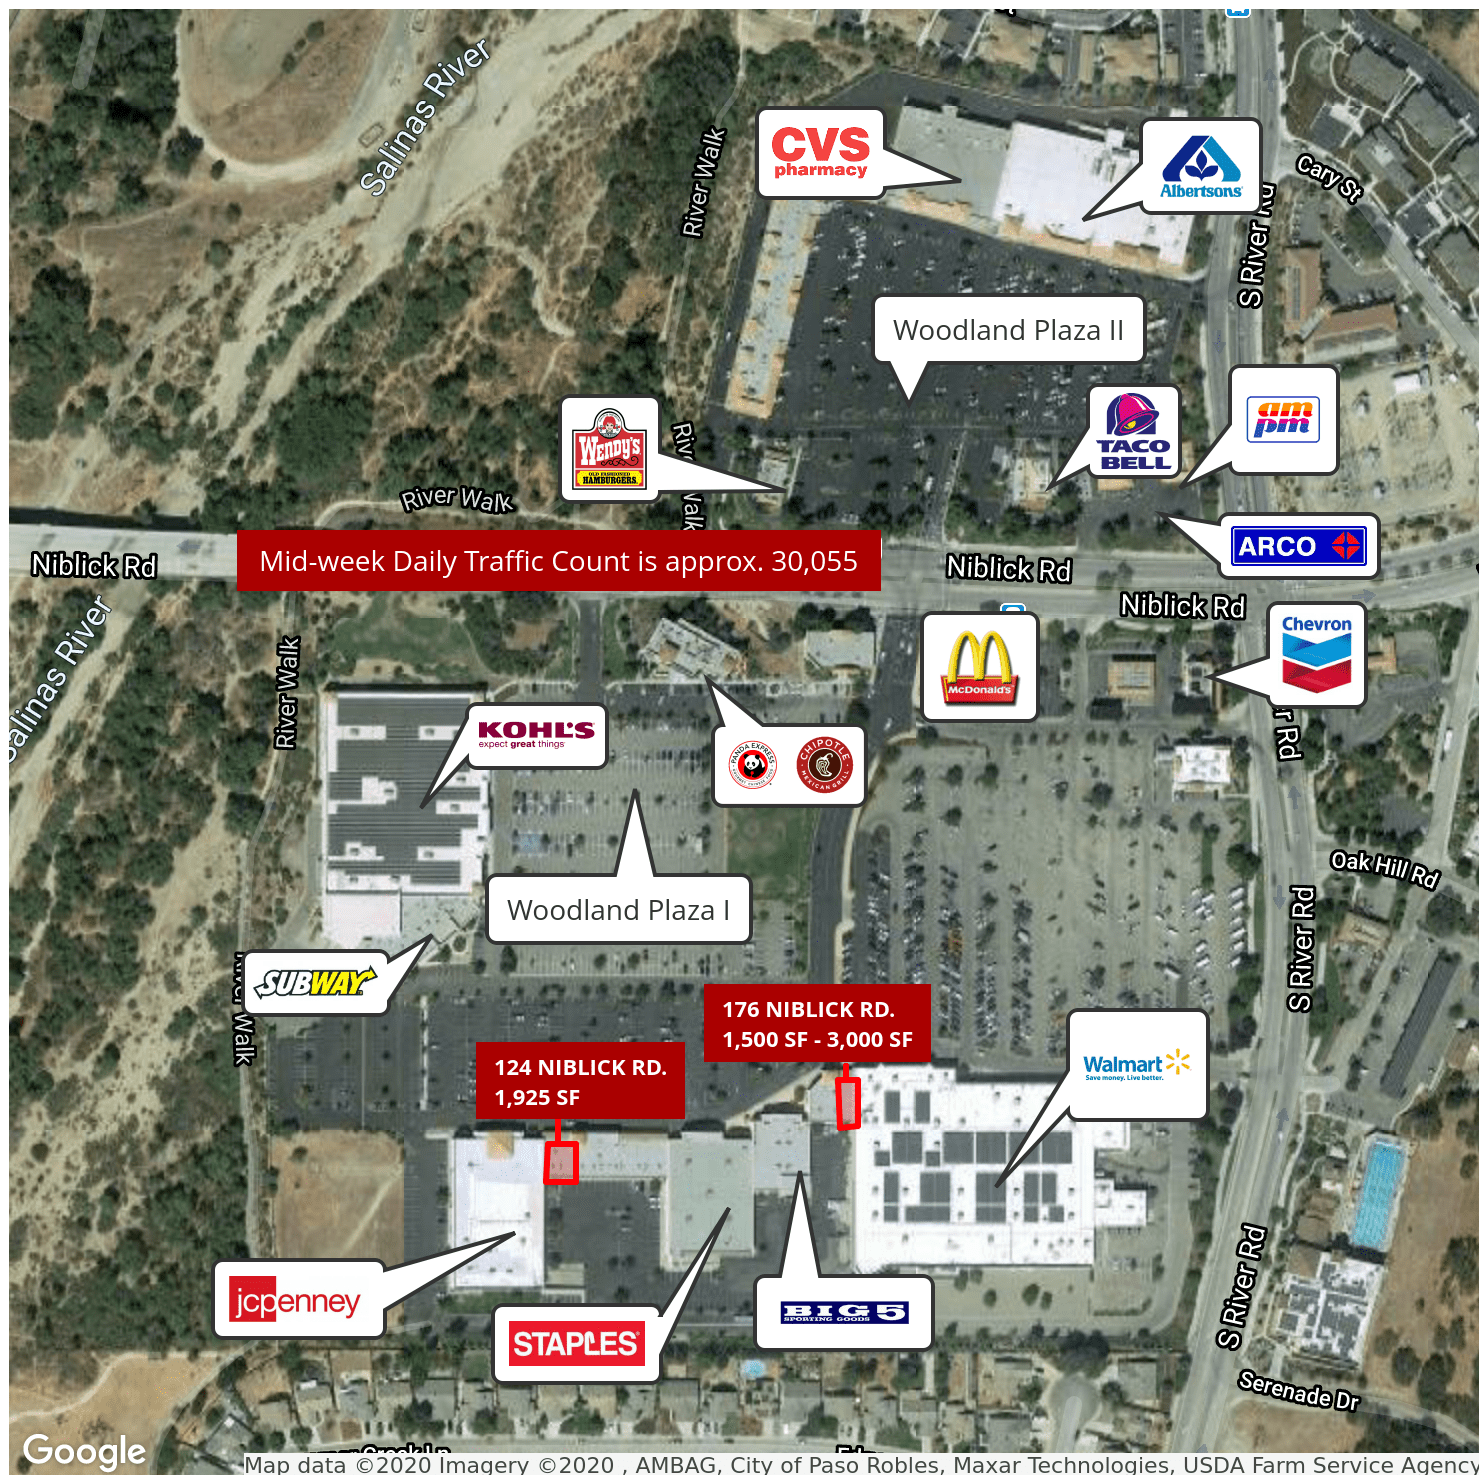 Salinas River
River Walk
CVS
pharmacy
Albertsons
Cary St
S River Rd
Woodland Plaza II
WENDY'S
OLD FASHIONED
HAMBURGERS.
TACO
BELL
am
pm
River Walk
River Walk
Mid-week Daily Traffic Count is approx. 30,055
ARCO
Niblick Rd
Niblick Rd
Niblick Rd
Salinas River
River Walk
McDonald's
Chevron
KOHL'S
expect great things
PANDA EXPRESS
CHIPOTLE
MEXICAN GRILL
r Rd
Oak Hill Rd
Woodland Plaza I
S River Rd
SUBWAY
River Walk
176 NIBLICK RD.
1,500 SF - 3,000 SF
124 NIBLICK RD.
1,925 SF
Walmart
Save money. Live better.
jcpenney
STAPLES
BIG 5
SPORTING GOODS
S River Rd
Serenade Dr
Google
Map data ©2020 Imagery ©2020 , AMBAG, City of Paso Robles, Maxar Technologies, USDA Farm Service Agency